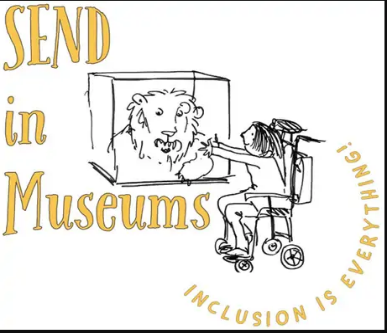 SEND
in
Museums
INCLUSION IS EVERYTHING!